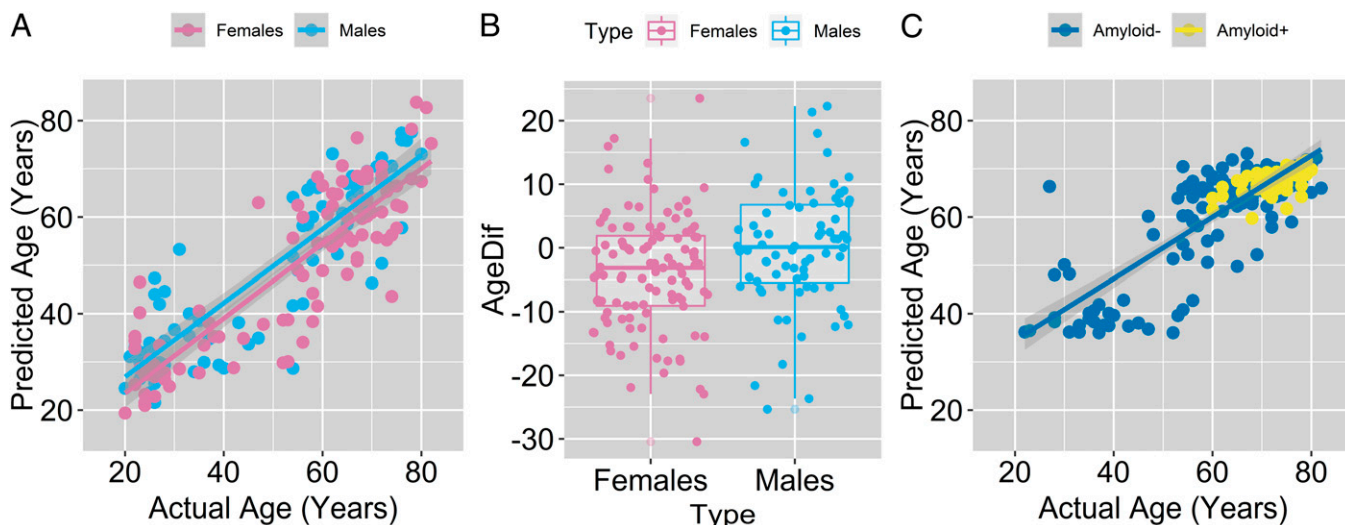 A
Females
Males
Predicted Age (Years)
80
60
40
20
20
40
60
80
Actual Age (Years)
B
Type
Females
Males
AgeDif
20
10
0
-10
-20
-30
Females
Males
Type
C
Amyloid-
Amyloid+
Predicted Age (Years)
80
60
40
20
20
40
60
80
Actual Age (Years)